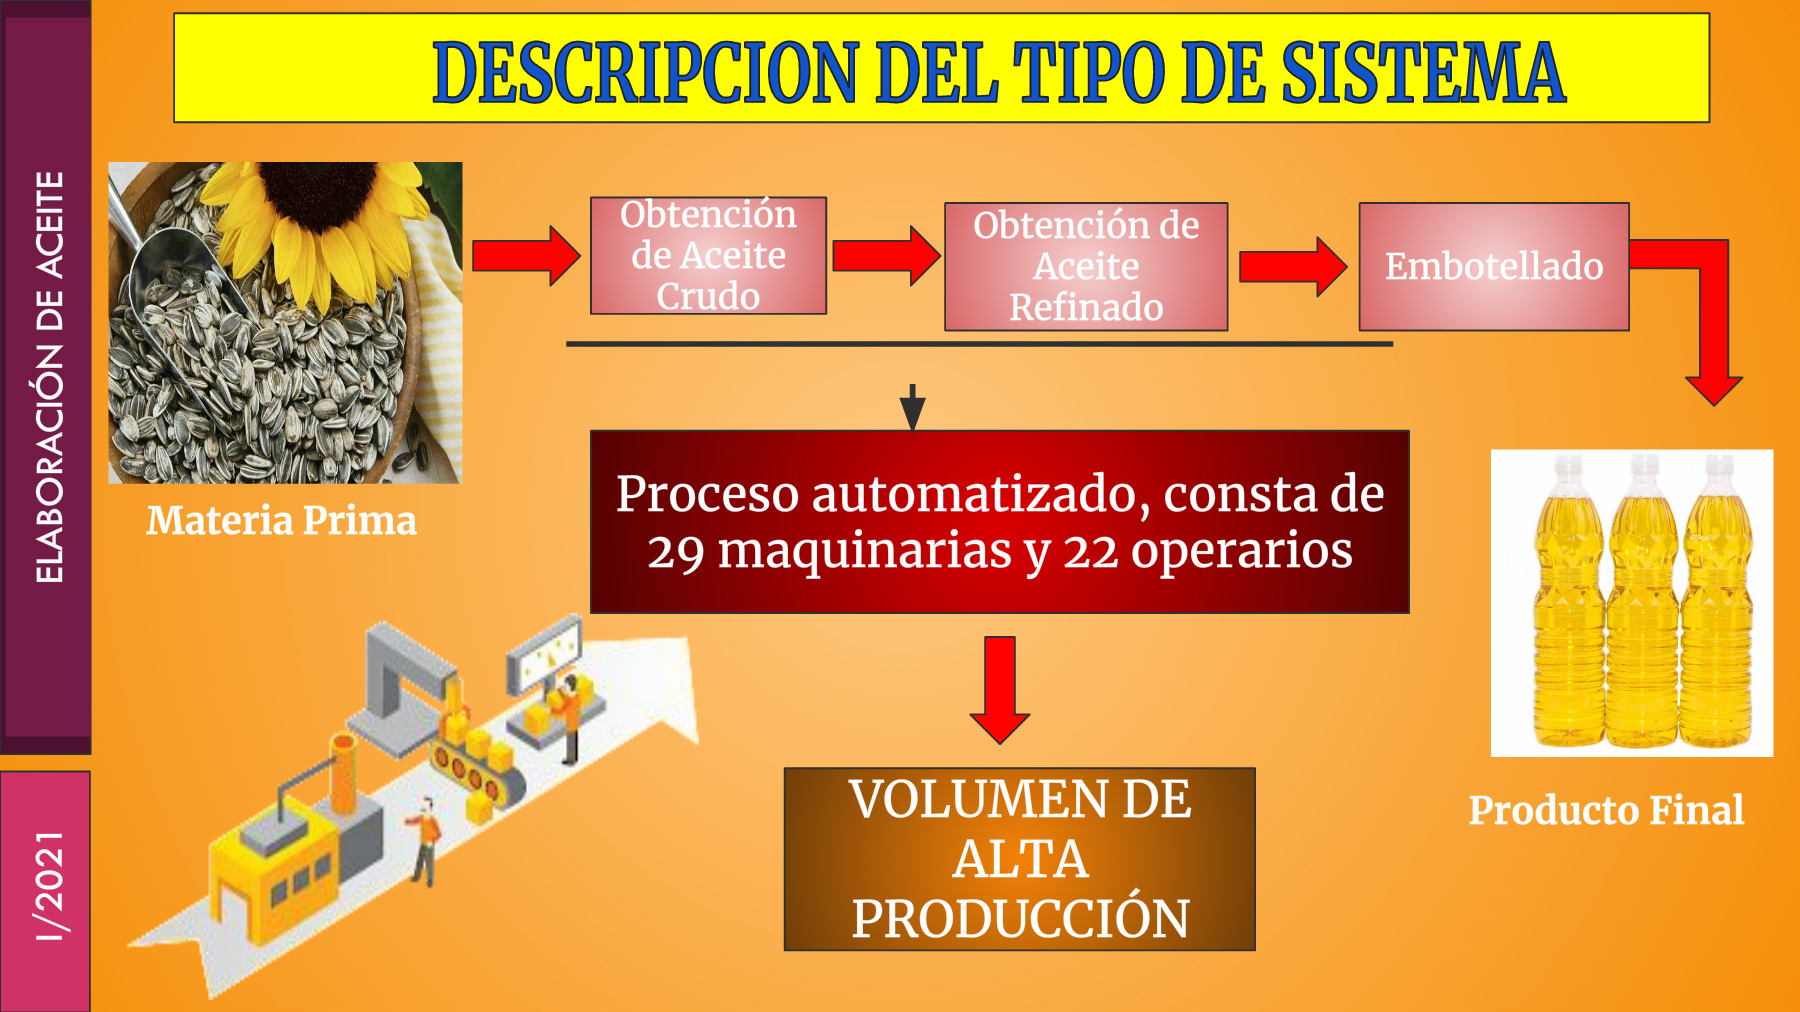 DESCRIPCION DEL TIPO DE SISTEMA
ELABORACIÓN DE ACEITE
I/2021
Materia Prima
Obtención
de Aceite
Crudo
Obtención de
Aceite
Refinado
Embotellado
Proceso automatizado, consta de
29 maquinarias y 22 operarios
VOLUMEN DE
ALTA
PRODUCCIÓN
Producto Final